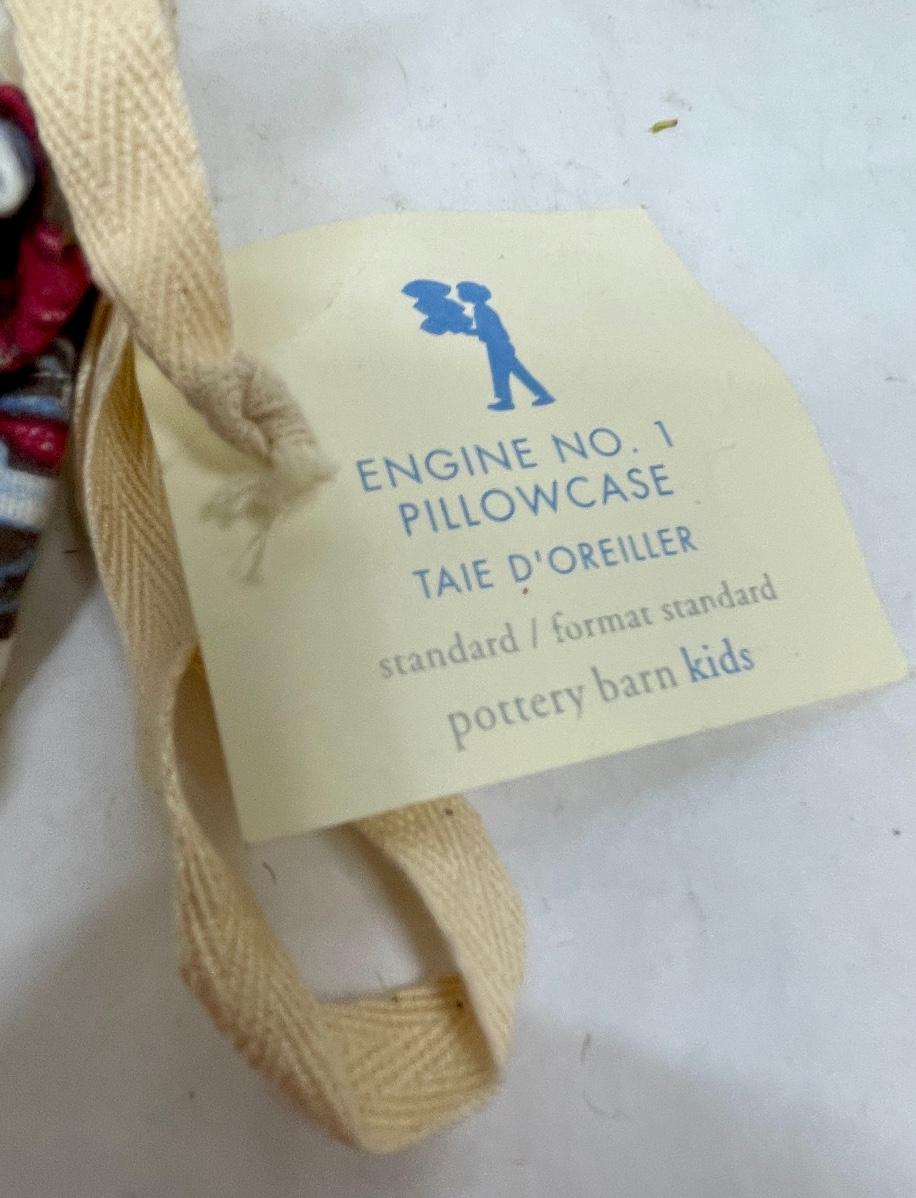 ENGINE NO. 1
PILLOWCASE
TAIE D'OREILLER
standard / format standard
pottery barn kids